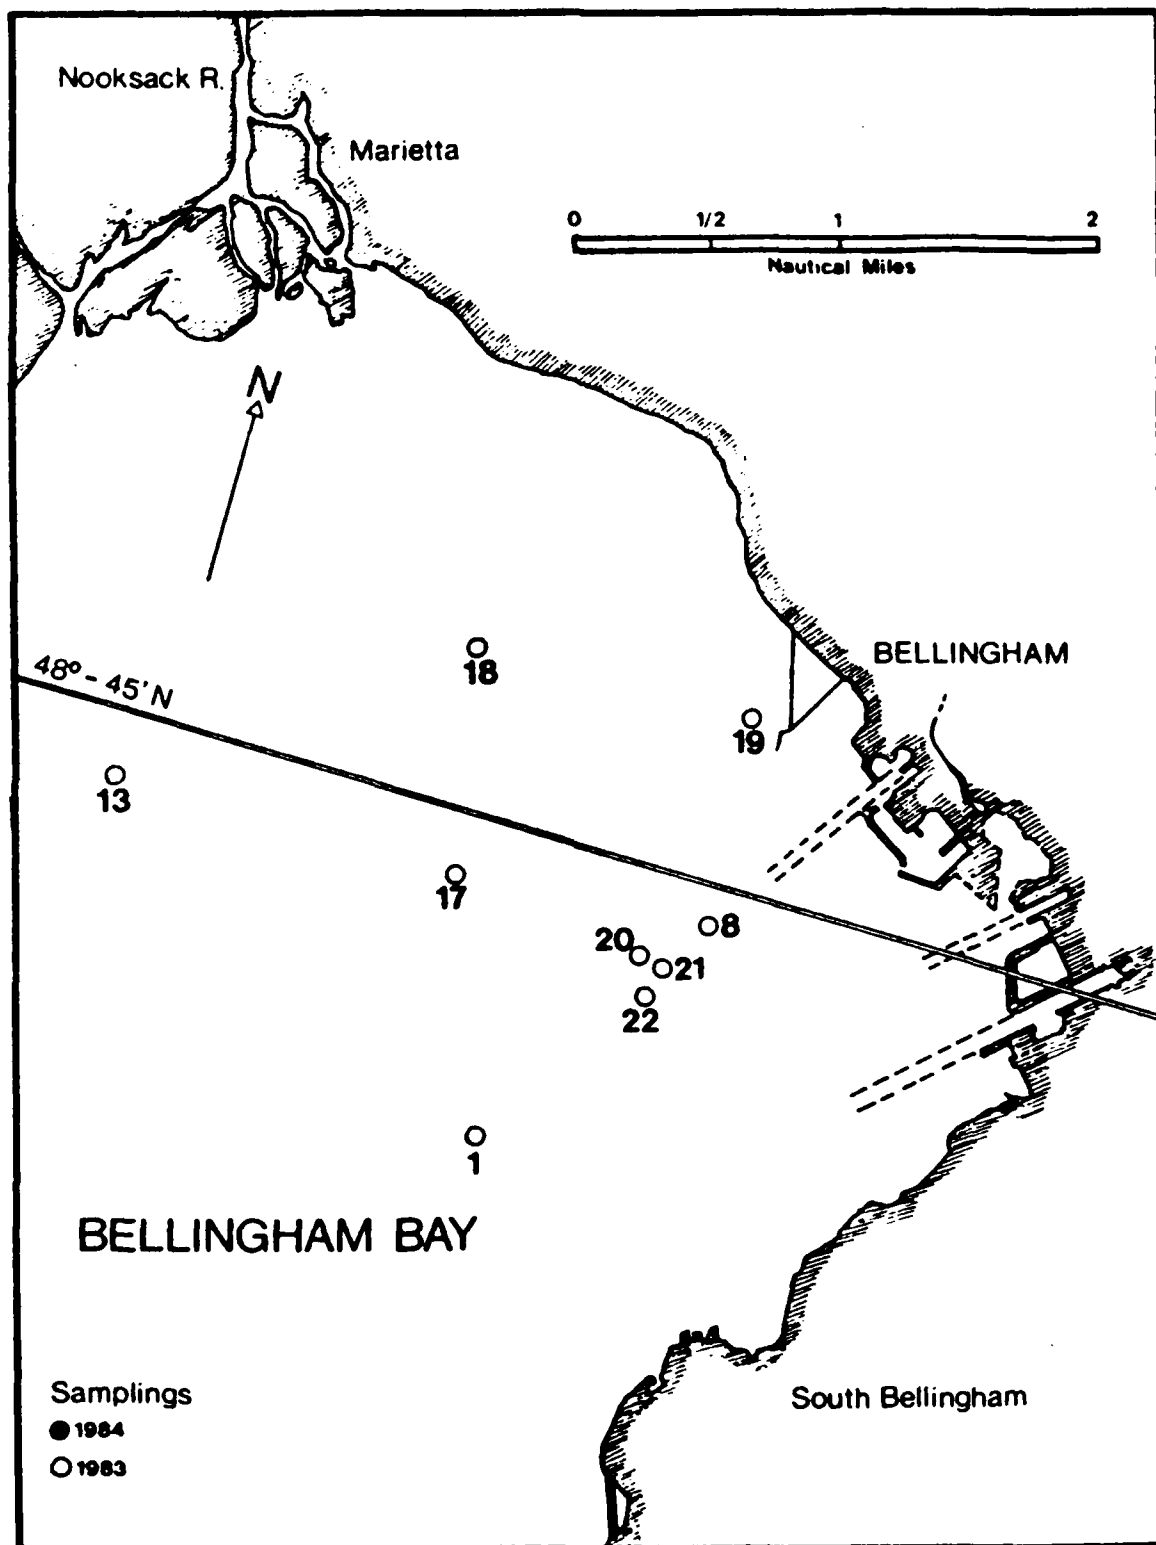 Nooksack R.
Marietta
0 1/2 1 2
Nautical Miles
N
48° - 45' N
BELLINGHAM
18
19
13
17
8
20
21
22
1
BELLINGHAM BAY
Samplings
1984
1983
South Bellingham